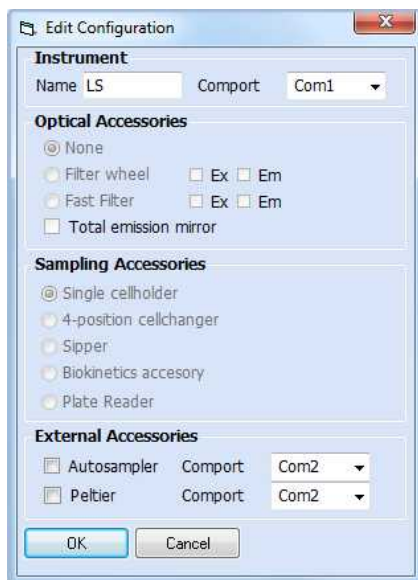 Edit Configuration
Instrument
Name LS Comport Com1
Optical Accessories
None
Filter wheel Ex Em
Fast Filter Ex Em
Total emission mirror
Sampling Accessories
Single cellholder
4-position cellchanger
Sipper
Biokinetics accesory
Plate Reader
External Accessories
Autosampler Comport Com2
Peltier Comport Com2
OK Cancel